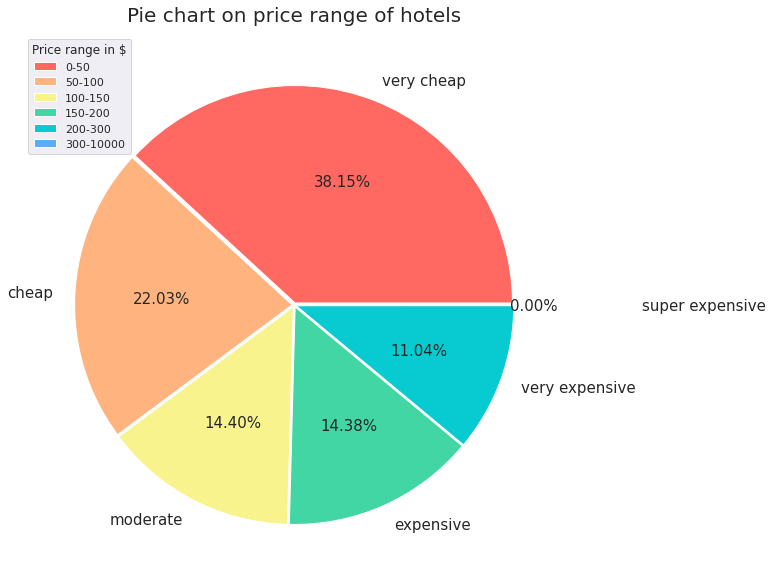 Pie chart on price range of hotels
Price range in $
0-50
50-100
100-150
150-200
200-300
300-10000
very cheap
38.15%
cheap
22.03%
0.00%
super expensive
11.04%
very expensive
14.40%
14.38%
moderate
expensive